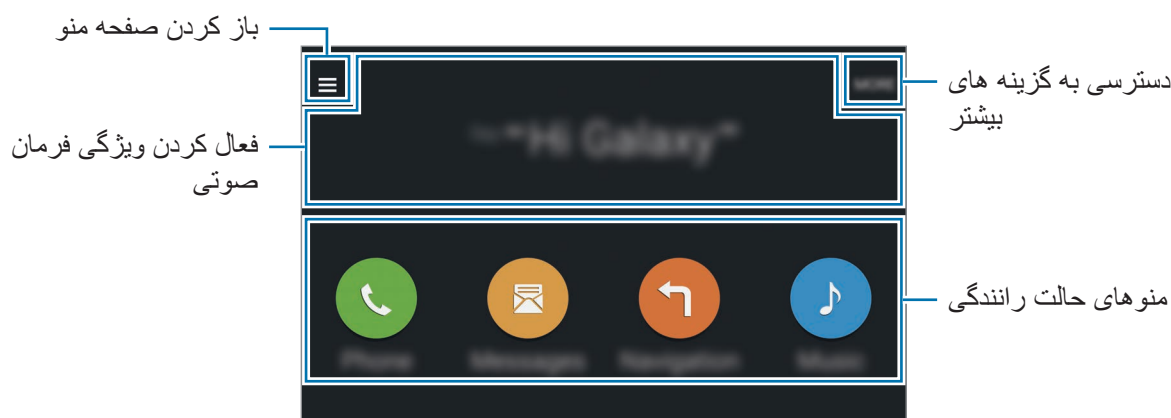 باز کردن صفحه منو
دسترسی به گزینه های
بیشتر
MORE
"Hi Galaxy"
فعال کردن ویژگی فرمان
صوتی
منوهای حالت رانندگی
Phone
Messages
Navigation
Music